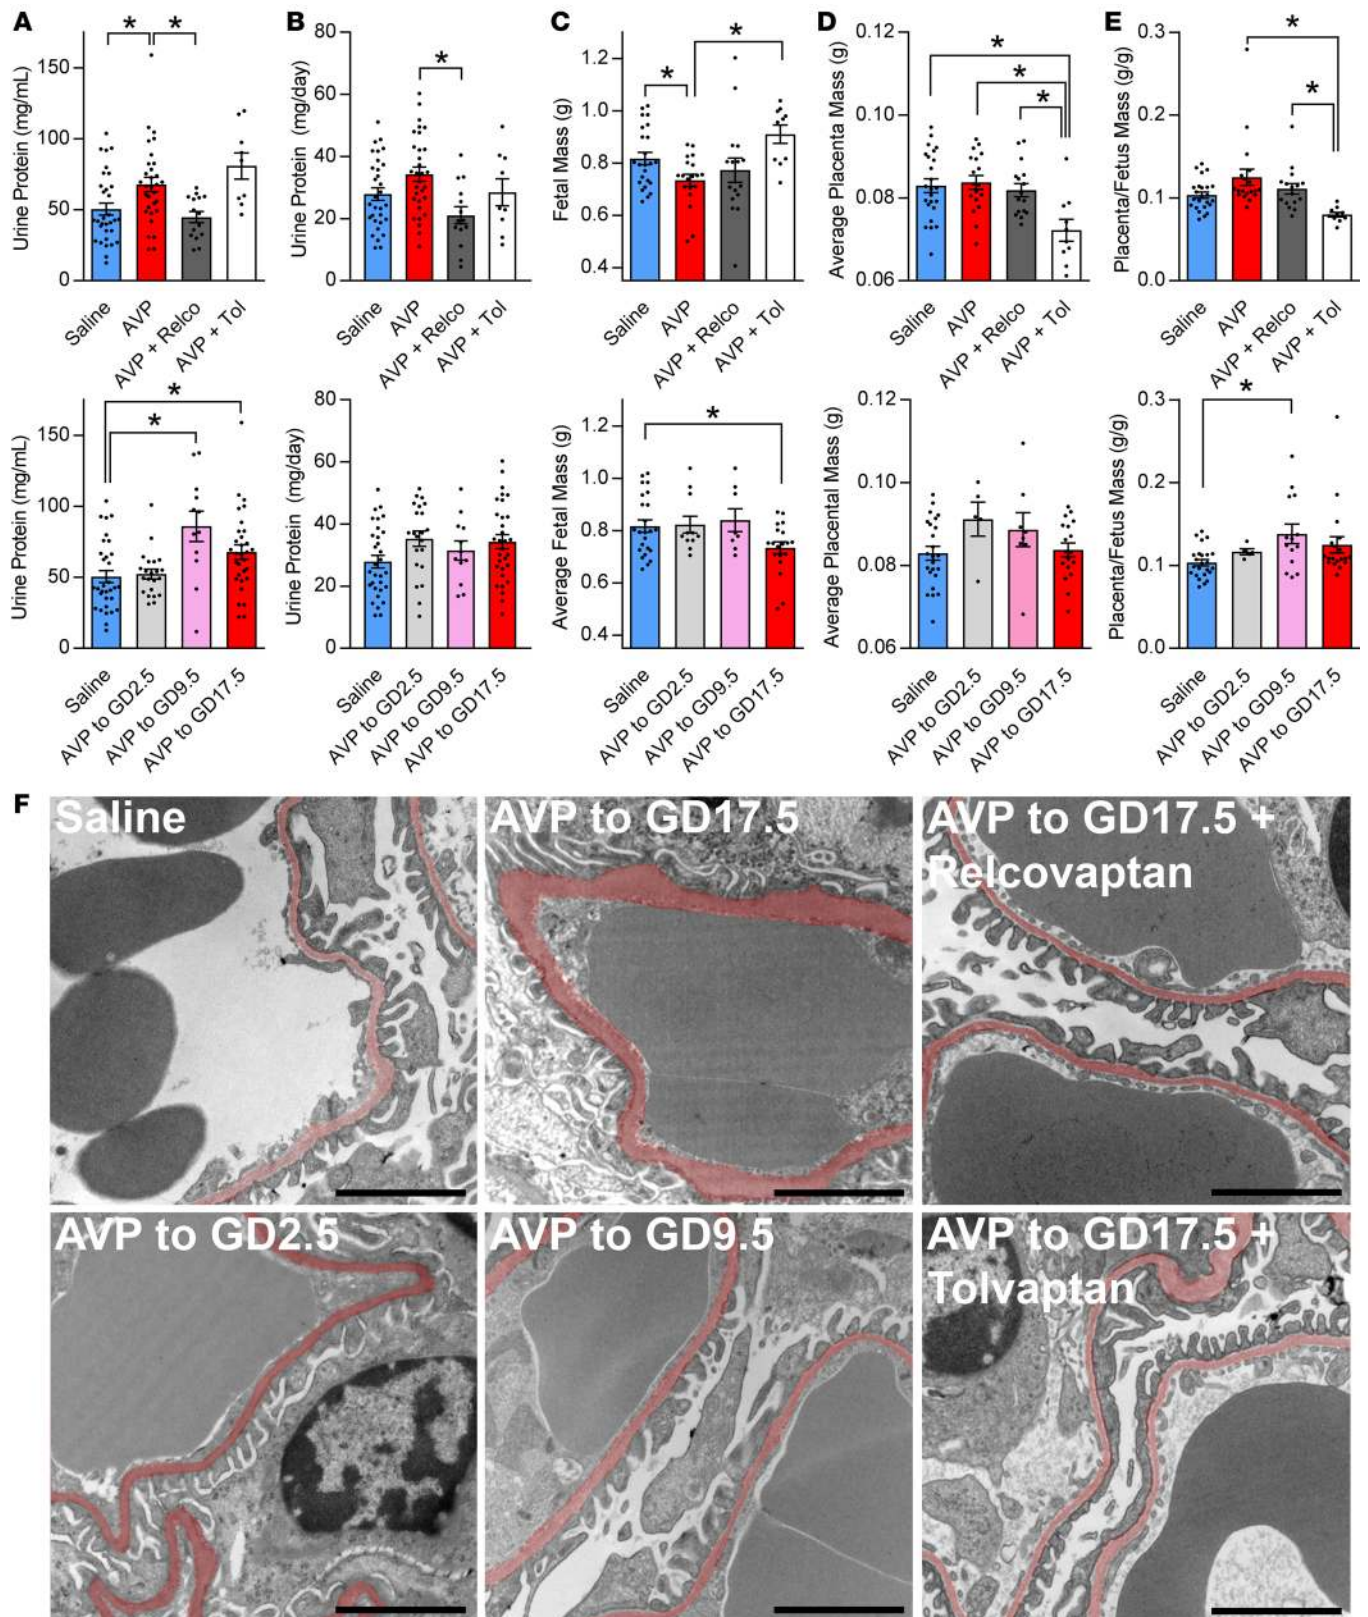 A
B
C
D
E
*
*
Urine Protein (mg/mL)
150
100
50
0
Saline
AVP
AVP + Relco
AVP + Tol
*
Urine Protein (mg/day)
80
60
40
20
0
Saline
AVP
AVP + Relco
AVP + Tol
*
*
Fetal Mass (g)
1.2
1.0
0.8
0.6
0.4
Saline
AVP
AVP + Relco
AVP + Tol
*
*
*
Average Placenta Mass (g)
0.12
0.10
0.08
0.06
Saline
AVP
AVP + Relco
AVP + Tol
*
*
Placenta/Fetus Mass (g/g)
0.3
0.2
0.1
0.0
Saline
AVP
AVP + Relco
AVP + Tol
*
*
Urine Protein (mg/mL)
150
100
50
0
Saline
AVP to GD2.5
AVP to GD9.5
AVP to GD17.5
Urine Protein (mg/day)
80
60
40
20
0
Saline
AVP to GD2.5
AVP to GD9.5
AVP to GD17.5
*
Average Fetal Mass (g)
1.2
1.0
0.8
0.6
0.4
Saline
AVP to GD2.5
AVP to GD9.5
AVP to GD17.5
Average Placental Mass (g)
0.12
0.10
0.08
0.06
Saline
AVP to GD2.5
AVP to GD9.5
AVP to GD17.5
*
Placenta/Fetus Mass (g/g)
0.3
0.2
0.1
0.0
Saline
AVP to GD2.5
AVP to GD9.5
AVP to GD17.5
F
Saline
AVP to GD17.5
AVP to GD17.5 +
Relcovaptan
AVP to GD2.5
AVP to GD9.5
AVP to GD17.5 +
Tolvaptan